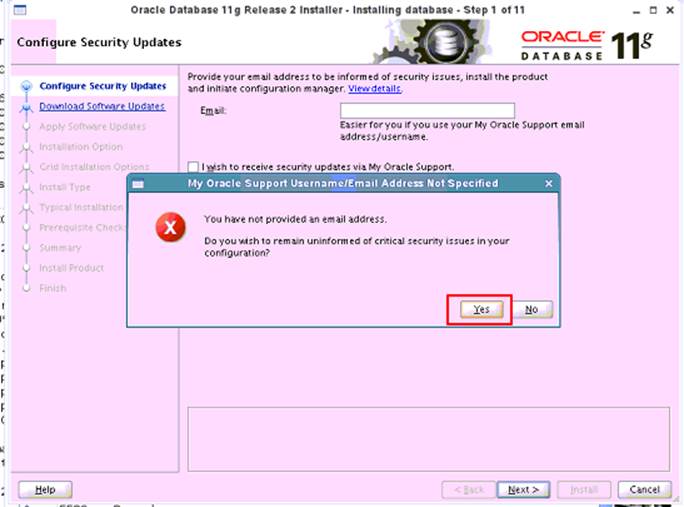 Oracle Database 11g Release 2 Installer - Installing database - Step 1 of 11
Configure Security Updates
ORACLE
DATABASE
11g
Configure Security Updates
Download Software Updates
Apply Software Updates
Installation Option
Grid Installation Options
Install Type
Typical Installation
Prerequisite Checks
Summary
Install Product
Finish
Provide your email address to be informed of security issues, install the product
and initiate configuration manager. View details.
Email:
Easier for you if you use your My Oracle Support email
address/username.
I wish to receive security updates via My Oracle Support.
My Oracle Support Username/Email Address Not Specified
You have not provided an email address.
Do you wish to remain uninformed of critical security issues in your
configuration?
Yes
No
Help
< Back
Next >
Install
Cancel